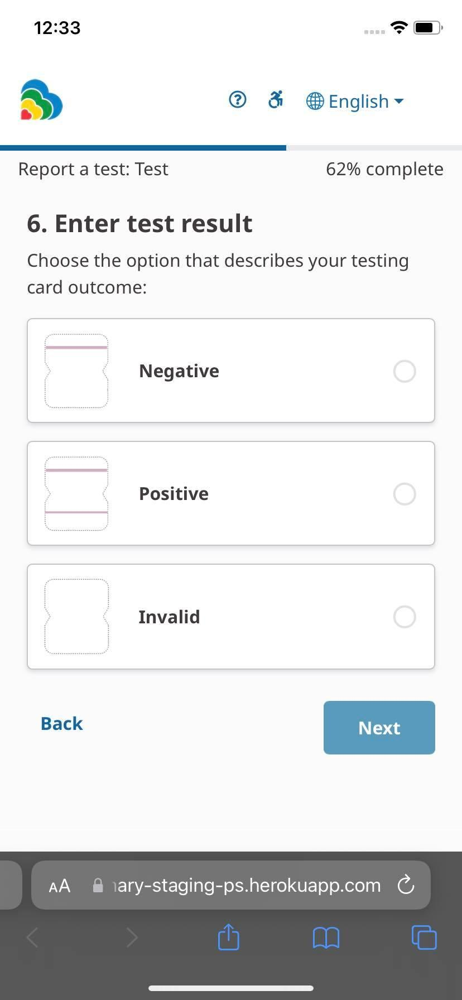 12:33
English
Report a test: Test
62% complete
6. Enter test result
Choose the option that describes your testing
card outcome:
Negative
Positive
Invalid
Back
Next
AA
ary-staging-ps.herokuapp.com